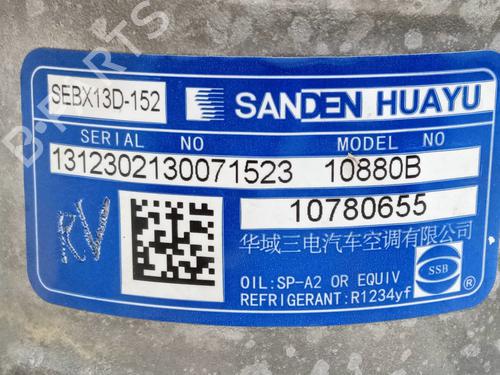 SEBX13D-152
SANDEN HUAYU
SERIAL NO MODEL NO
1312302130071523 10880B
10780655
RV
华域三电汽车空调有限公司
OIL:SP-A2 OR EQUIV
REFRIGERANT:R1234yf
SSB
®
B-PARTS